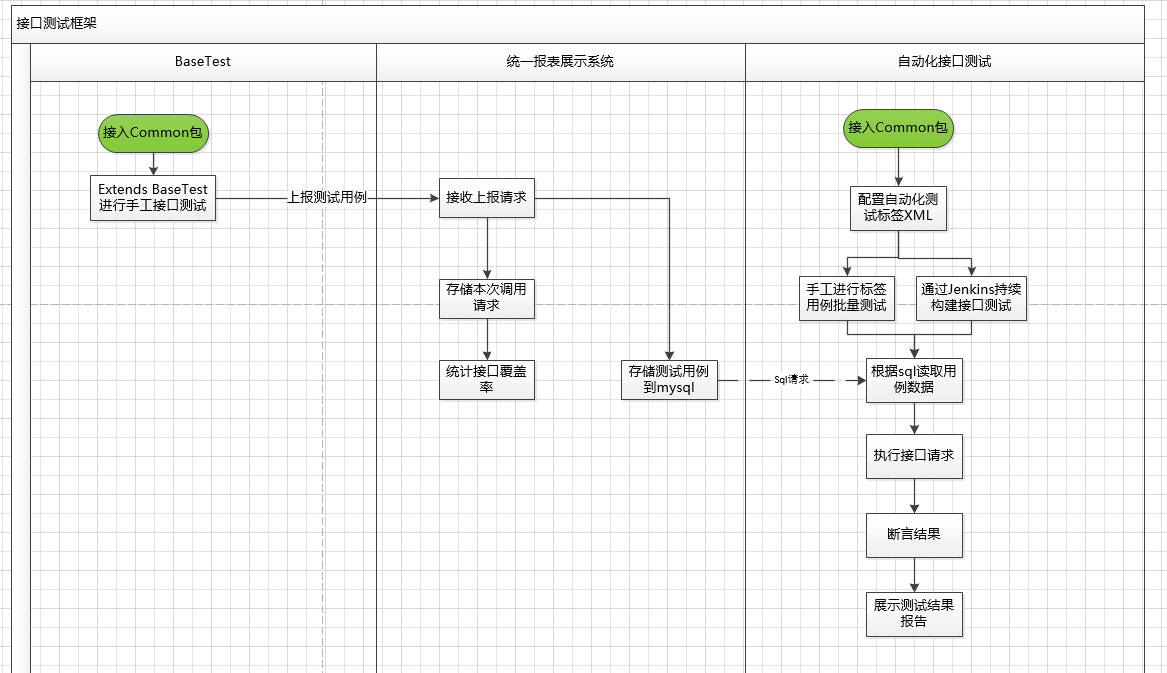 接口测试框架
BaseTest
统一报表展示系统
自动化接口测试
接入Common包
Extends BaseTest
进行手工接口测试
上报测试用例
接收上报请求
存储本次调用
请求
统计接口覆盖
率
存储测试用例
到mysql
Sql请求
接入Common包
配置自动化测
试标签XML
手工进行标签
用例批量测试
通过Jenkins持续
构建接口测试
根据sql读取用
例数据
执行接口请求
断言结果
展示测试结果
报告